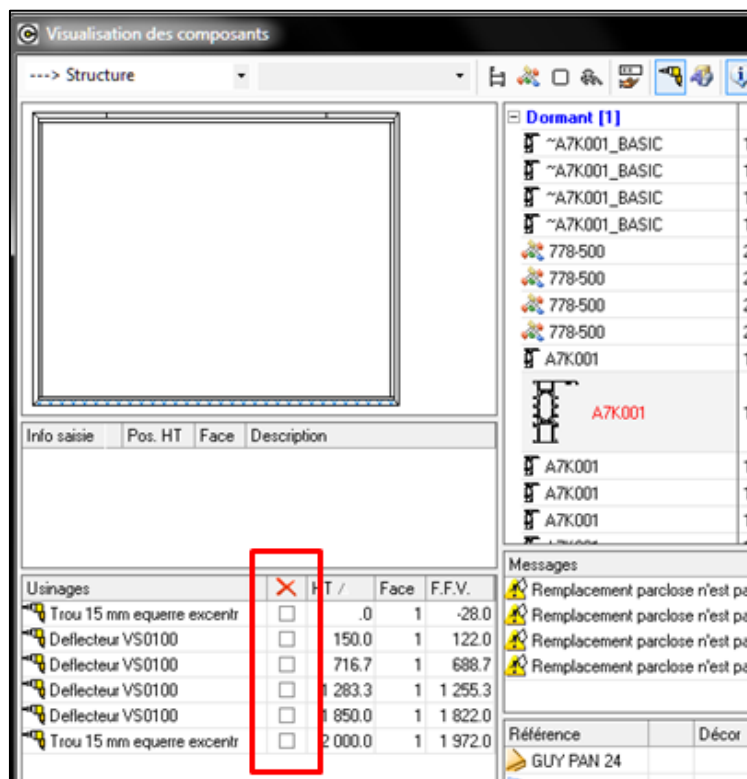 Visualisation des composants
---> Structure
Dormant [1]
~A7K001_BASIC
~A7K001_BASIC
~A7K001_BASIC
~A7K001_BASIC
778-500
778-500
778-500
778-500
A7K001
A7K001
A7K001
A7K001
A7K001
Info saisie Pos. HT Face Description
Usinages HT / Face F.F.V.
Trou 15 mm equerre excentr .0 1 -28.0
Deflecteur VS0100 150.0 1 122.0
Deflecteur VS0100 716.7 1 688.7
Deflecteur VS0100 1 283.3 1 1 255.3
Deflecteur VS0100 1 850.0 1 1 822.0
Trou 15 mm equerre excentr 2 000.0 1 1 972.0
Messages
Remplacement parclose n'est pa
Remplacement parclose n'est pa
Remplacement parclose n'est pa
Remplacement parclose n'est pa
Référence Décor
GUY PAN 24